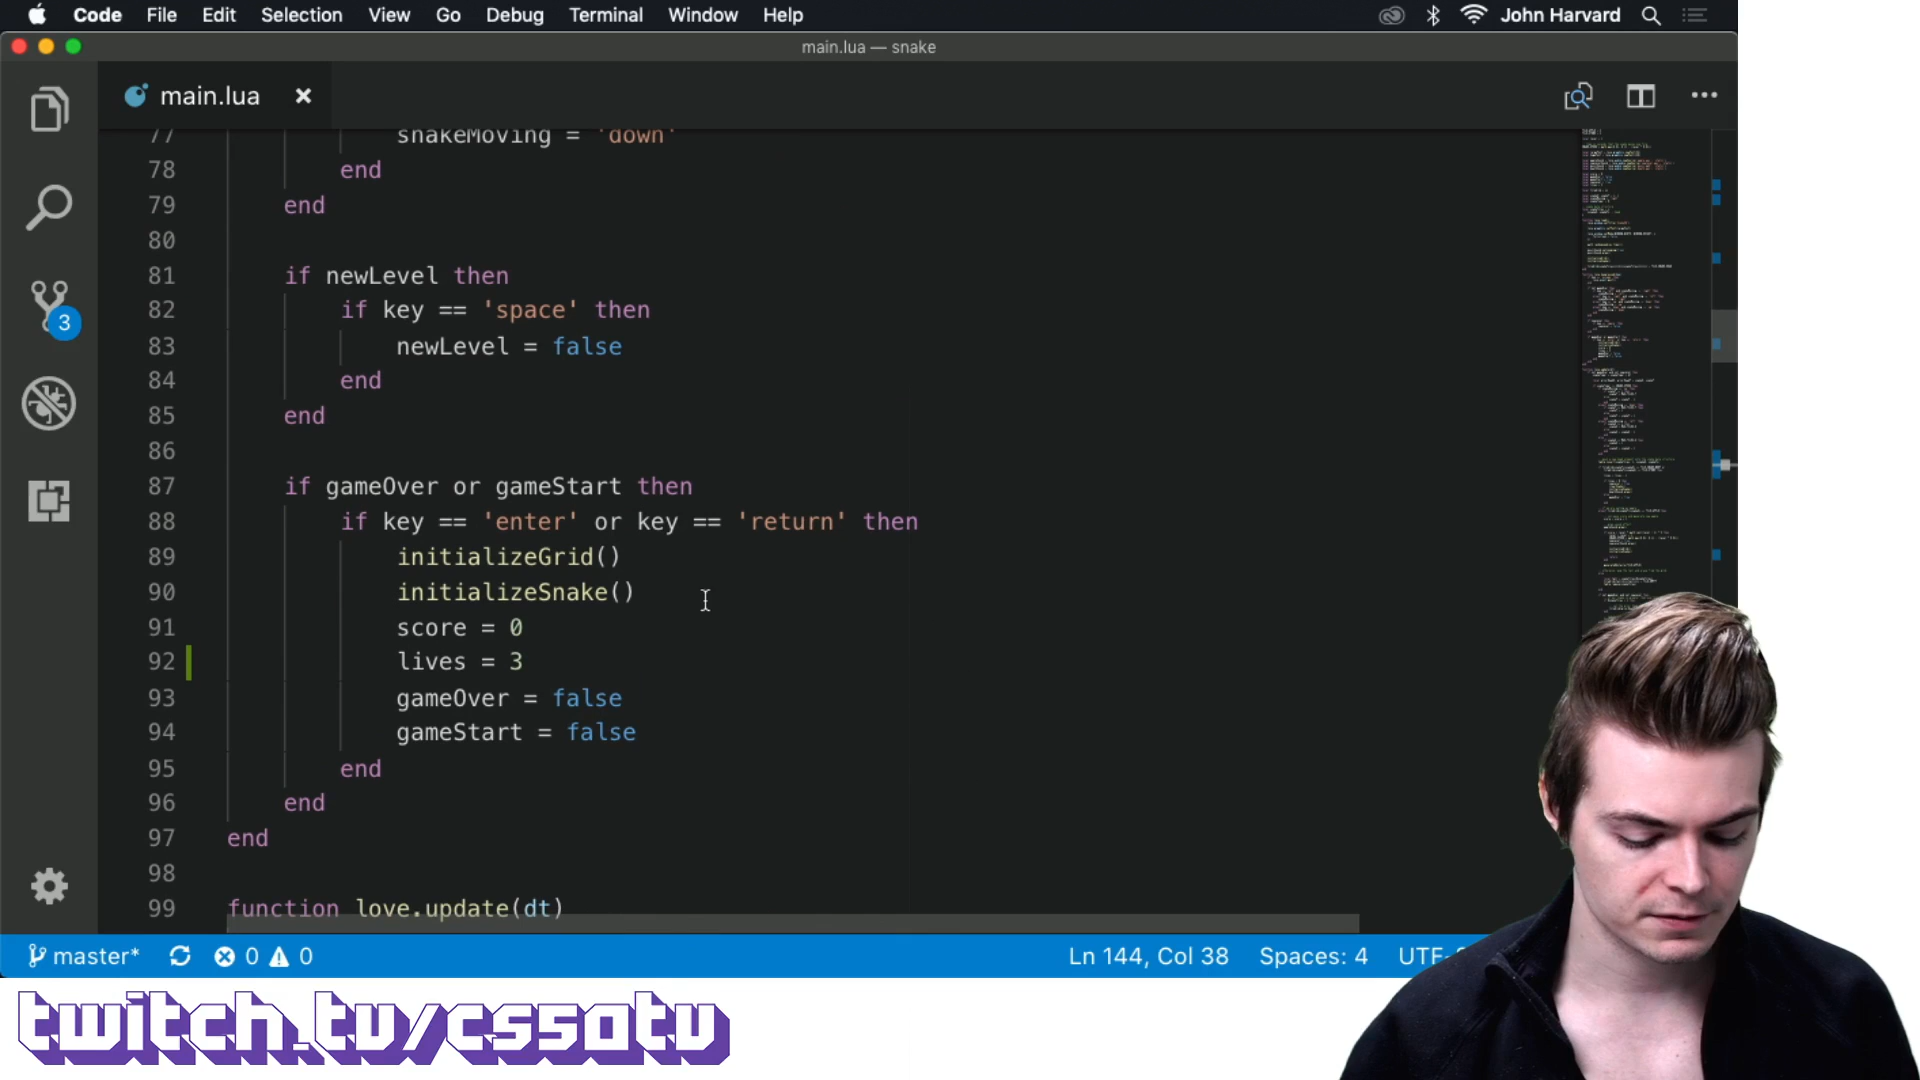 Code File Edit Selection View Go Debug Terminal Window Help John Harvard
main.lua — snake
main.lua
77 snakeMoving = 'down'
78 end
79 end
80
81 if newLevel then
82 if key == 'space' then
83 newLevel = false
84 end
85 end
86
87 if gameOver or gameStart then
88 if key == 'enter' or key == 'return' then
89 initializeGrid()
90 initializeSnake()
91 score = 0
92 lives = 3
93 gameOver = false
94 gameStart = false
95 end
96 end
97 end
98
99 function love.update(dt)
3
master* 0 0 Ln 144, Col 38 Spaces: 4
twitch.tv/cs50tv